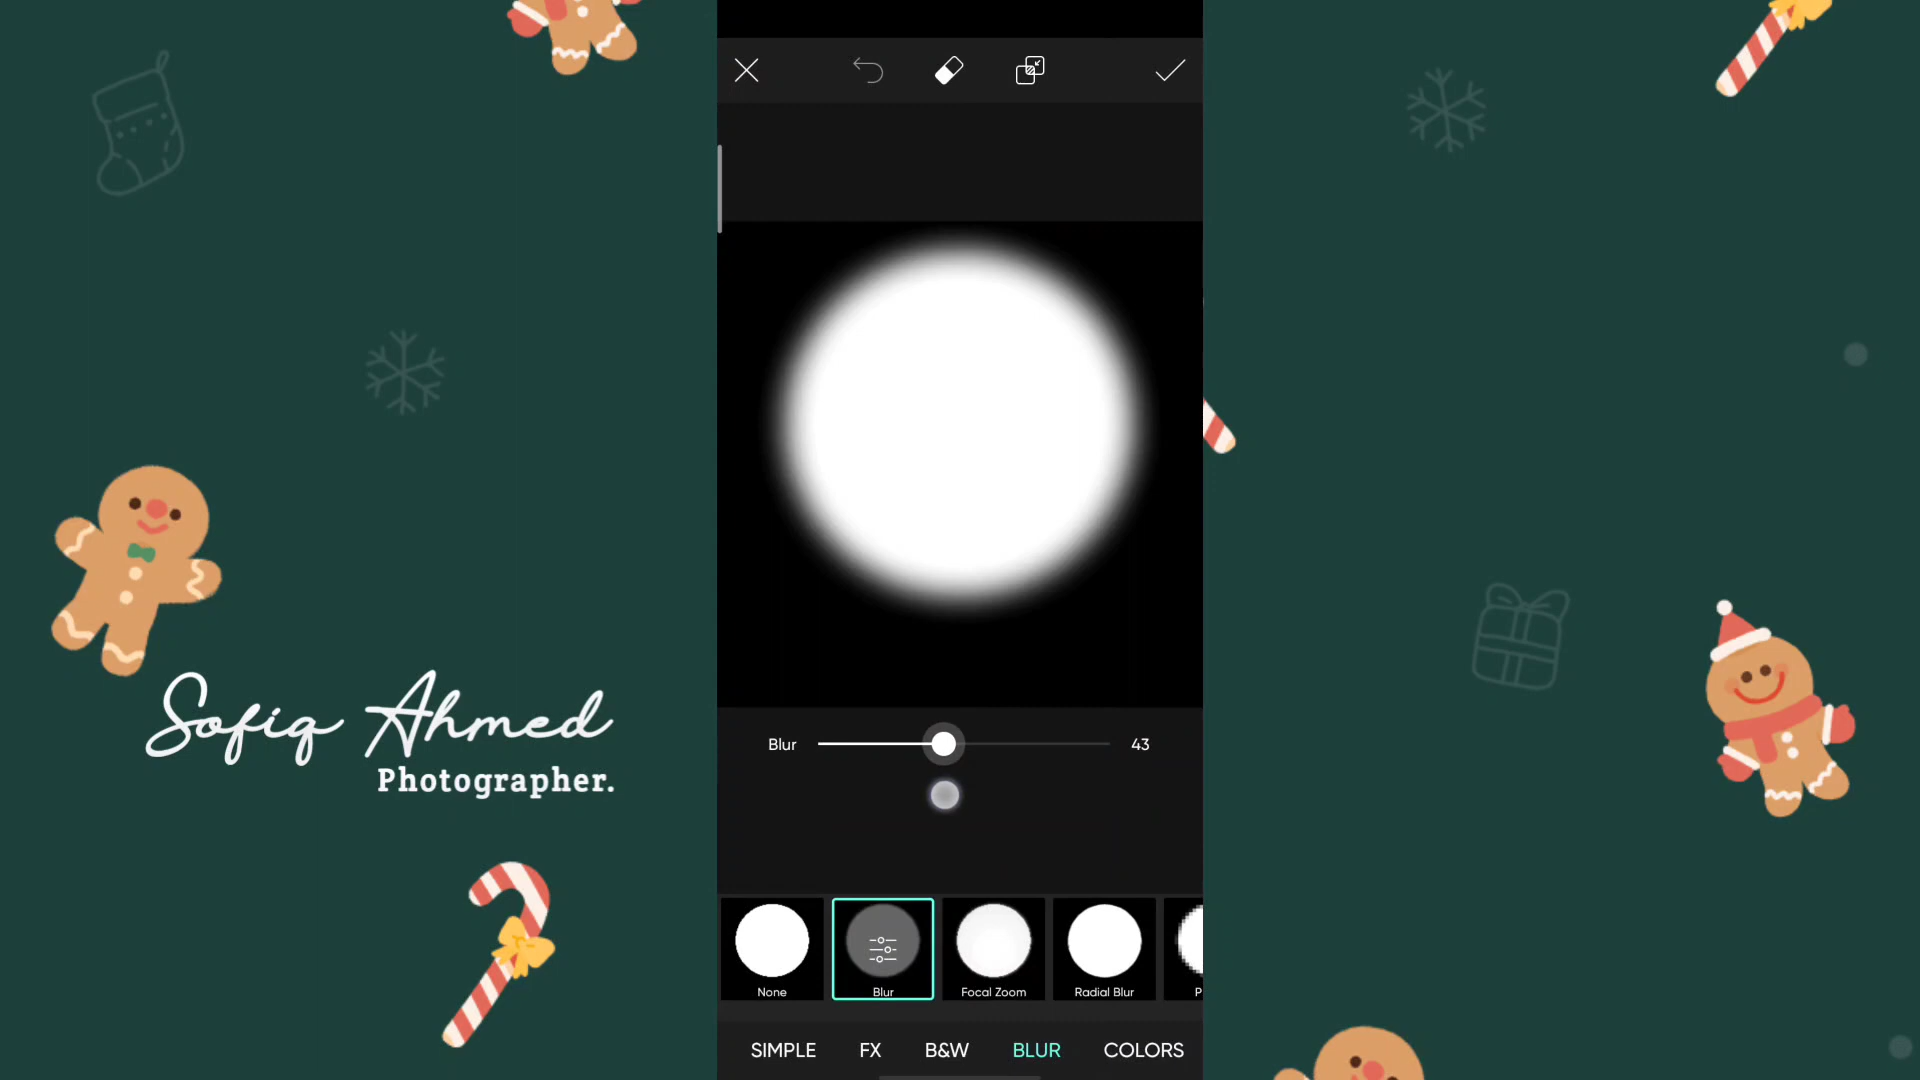 Blur 43
None Blur Focal Zoom Radial Blur P
SIMPLE FX B&W BLUR COLORS
Sofiq Ahmed
Photographer.